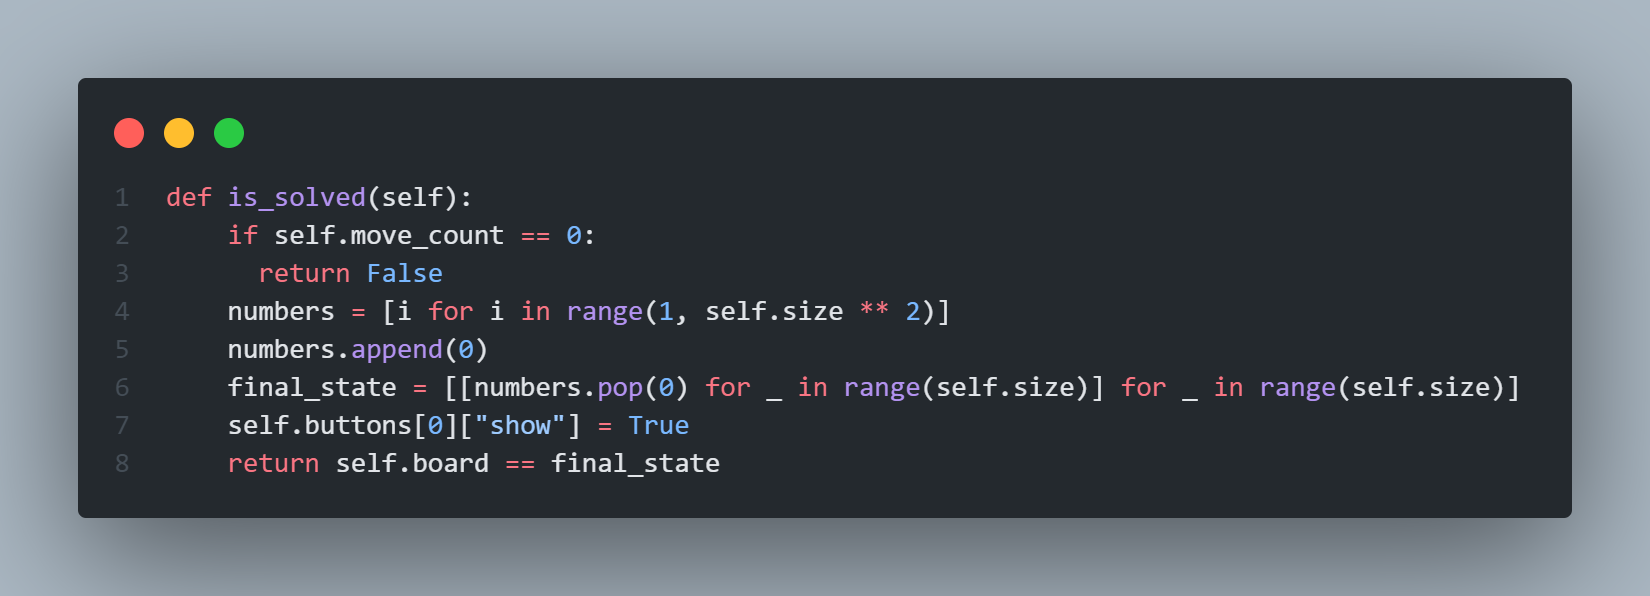 1 def is_solved(self):
2     if self.move_count == 0:
3       return False
4     numbers = [i for i in range(1, self.size ** 2)]
5     numbers.append(0)
6     final_state = [[numbers.pop(0) for _ in range(self.size)] for _ in range(self.size)]
7     self.buttons[0]["show"] = True
8     return self.board == final_state